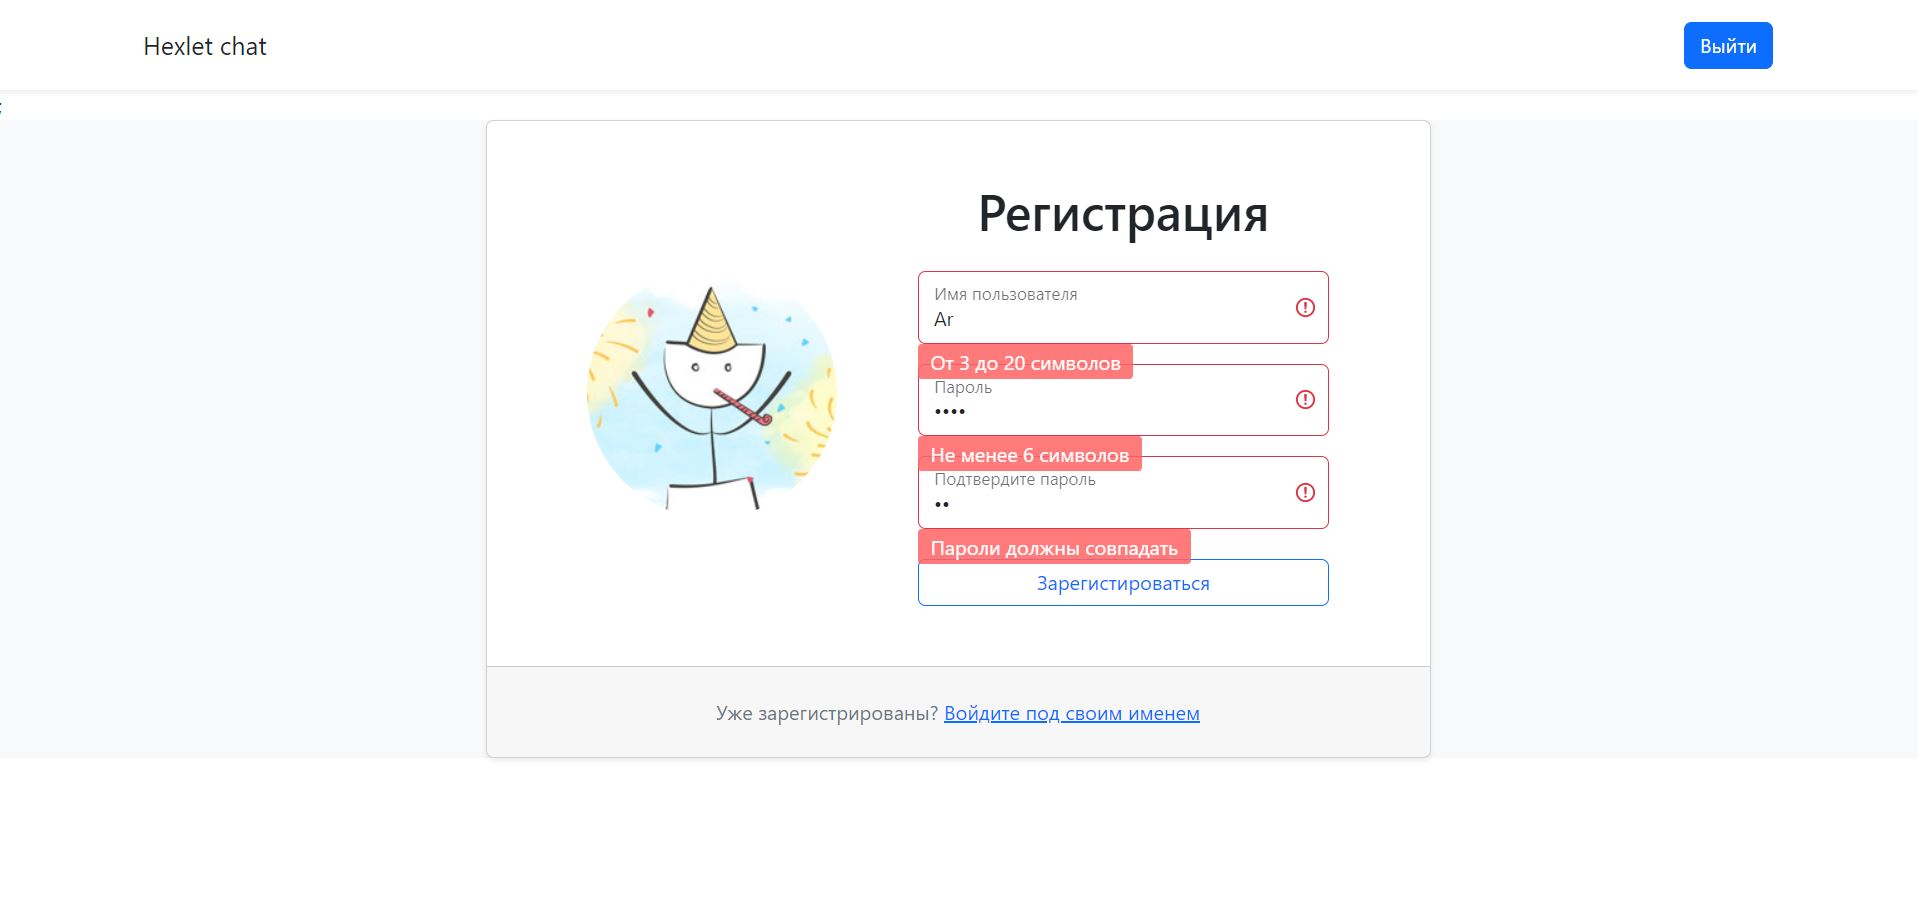 Hexlet chat
Выйти
;
Регистрация
Имя пользователя
Ar
От 3 до 20 символов
Пароль
••••
Не менее 6 символов
Подтвердите пароль
••
Пароли должны совпадать
Зарегистироваться
Уже зарегистрированы? Войдите под своим именем